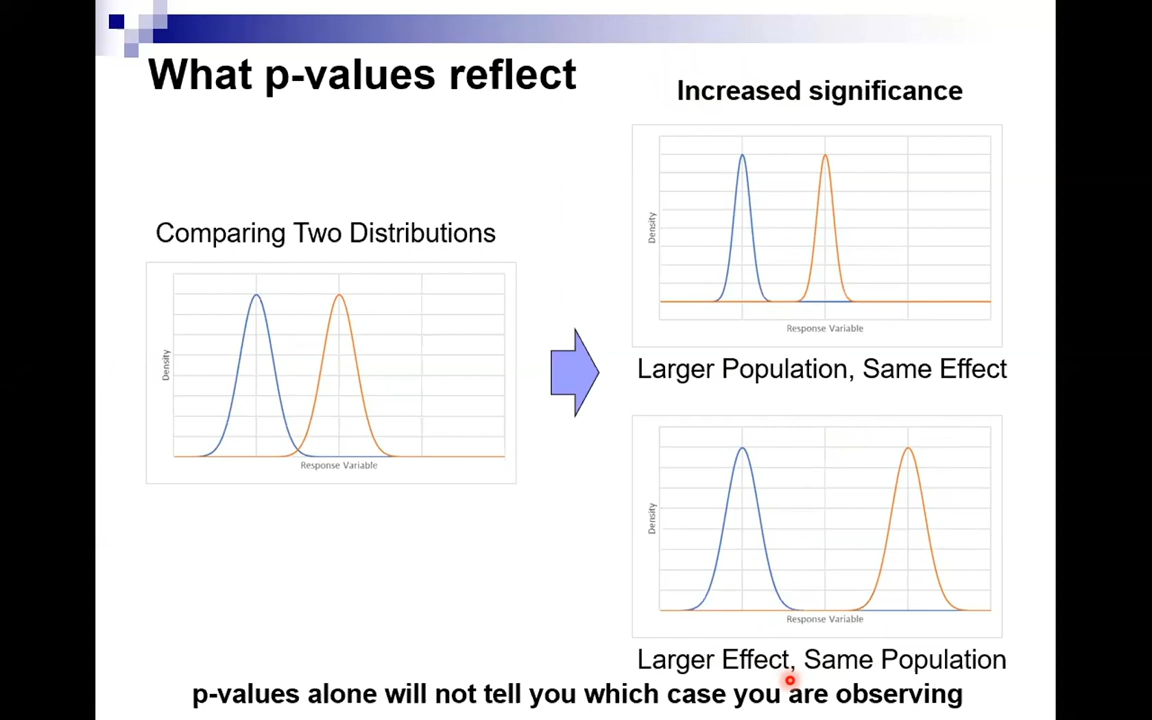 What p-values reflect
Increased significance
Comparing Two Distributions
Density
Response Variable
Density
Response Variable
Larger Population, Same Effect
Density
Response Variable
Larger Effect, Same Population
p-values alone will not tell you which case you are observing